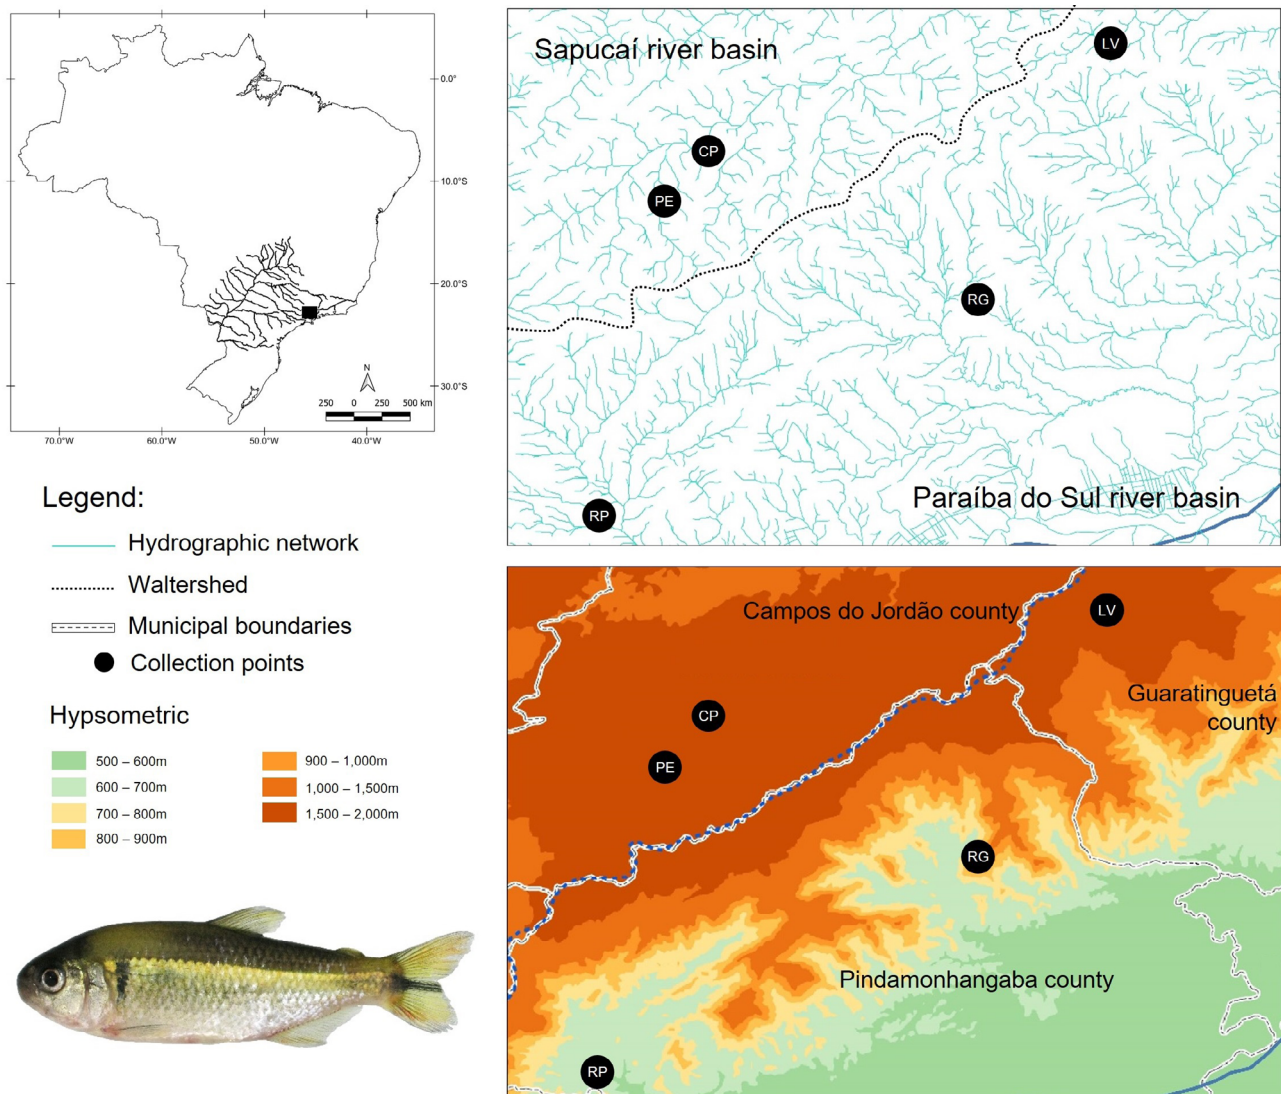 0.0°
10.0°S
20.0°S
30.0°S
N
250 0 250 500 km
70.0°W 60.0°W 50.0°W 40.0°W
Sapucaí river basin
LV
CP
PE
RG
RP
Paraíba do Sul river basin
Legend:
Hydrographic network
Waltershed
Municipal boundaries
Collection points
Hypsometric
500 – 600m
600 – 700m
700 – 800m
800 – 900m
900 – 1,000m
1,000 – 1,500m
1,500 – 2,000m
Campos do Jordão county
LV
Guaratinguetá
county
CP
PE
RG
Pindamonhangaba county
RP